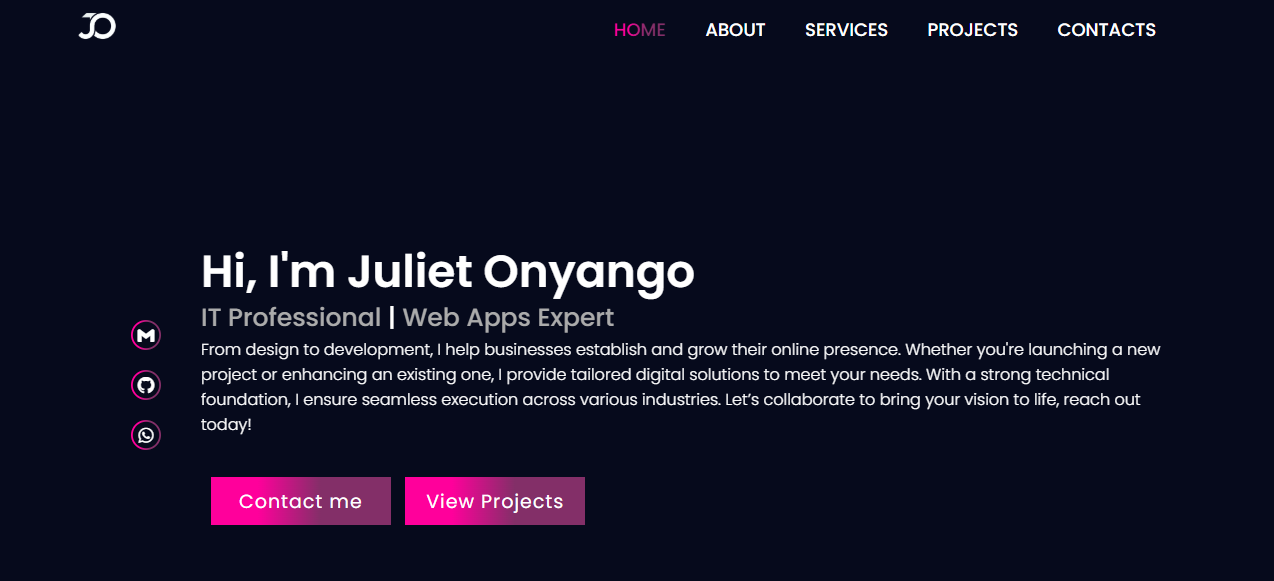 JO
HOME ABOUT SERVICES PROJECTS CONTACTS
Hi, I'm Juliet Onyango
IT Professional | Web Apps Expert
From design to development, I help businesses establish and grow their online presence. Whether you're launching a new
project or enhancing an existing one, I provide tailored digital solutions to meet your needs. With a strong technical
foundation, I ensure seamless execution across various industries. Let’s collaborate to bring your vision to life, reach out
today!
Contact me View Projects